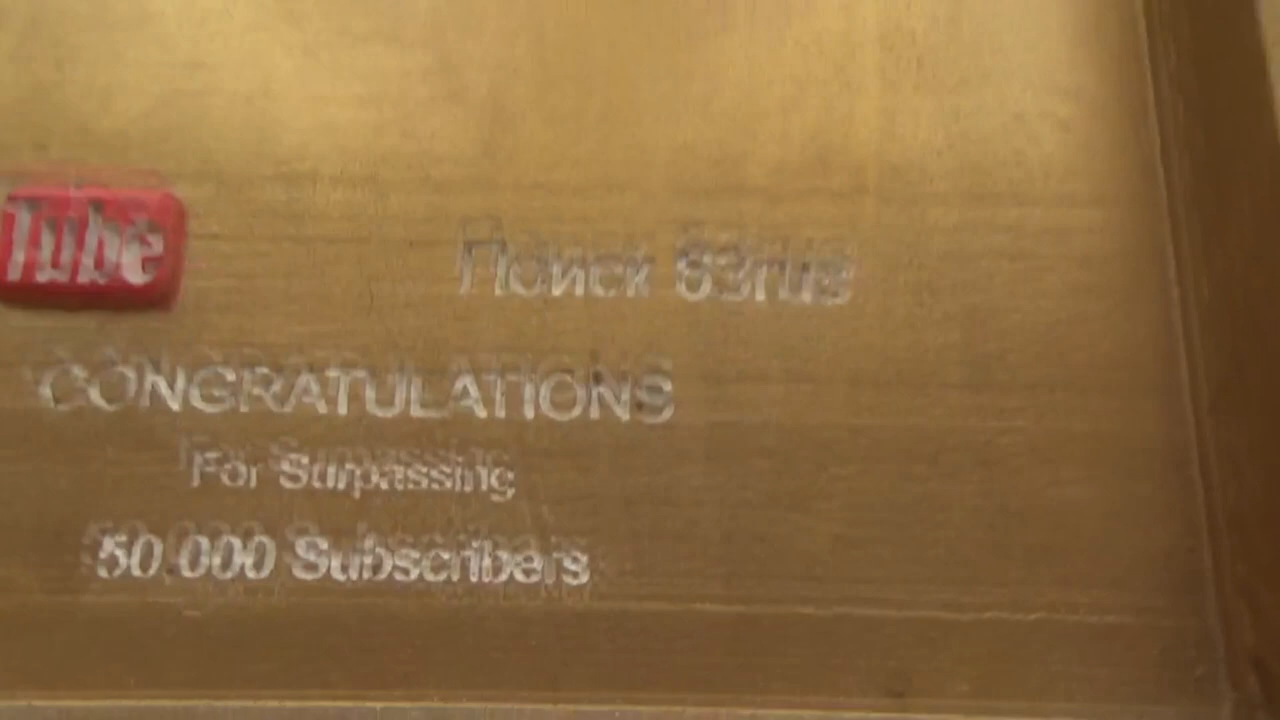 Tube
Поиск 63rus
CONGRATULATIONS
For Surpassing
50,000 Subscribers